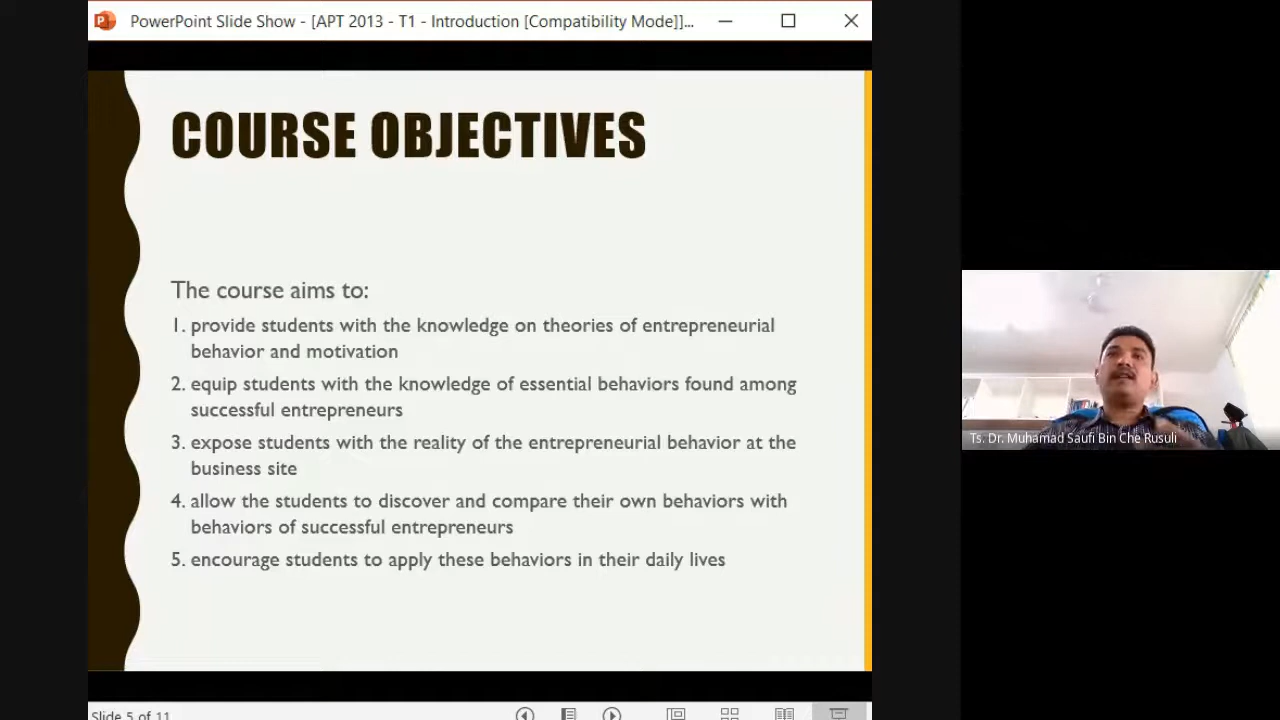 PowerPoint Slide Show - [APT 2013 - T1 - Introduction [Compatibility Mode]]...
COURSE OBJECTIVES
The course aims to:
1. provide students with the knowledge on theories of entrepreneurial
behavior and motivation
2. equip students with the knowledge of essential behaviors found among
successful entrepreneurs
3. expose students with the reality of the entrepreneurial behavior at the
business site
4. allow the students to discover and compare their own behaviors with
behaviors of successful entrepreneurs
5. encourage students to apply these behaviors in their daily lives
Ts. Dr. Muhamad Saufi Bin Che Rusuli
Slide 5 of 11